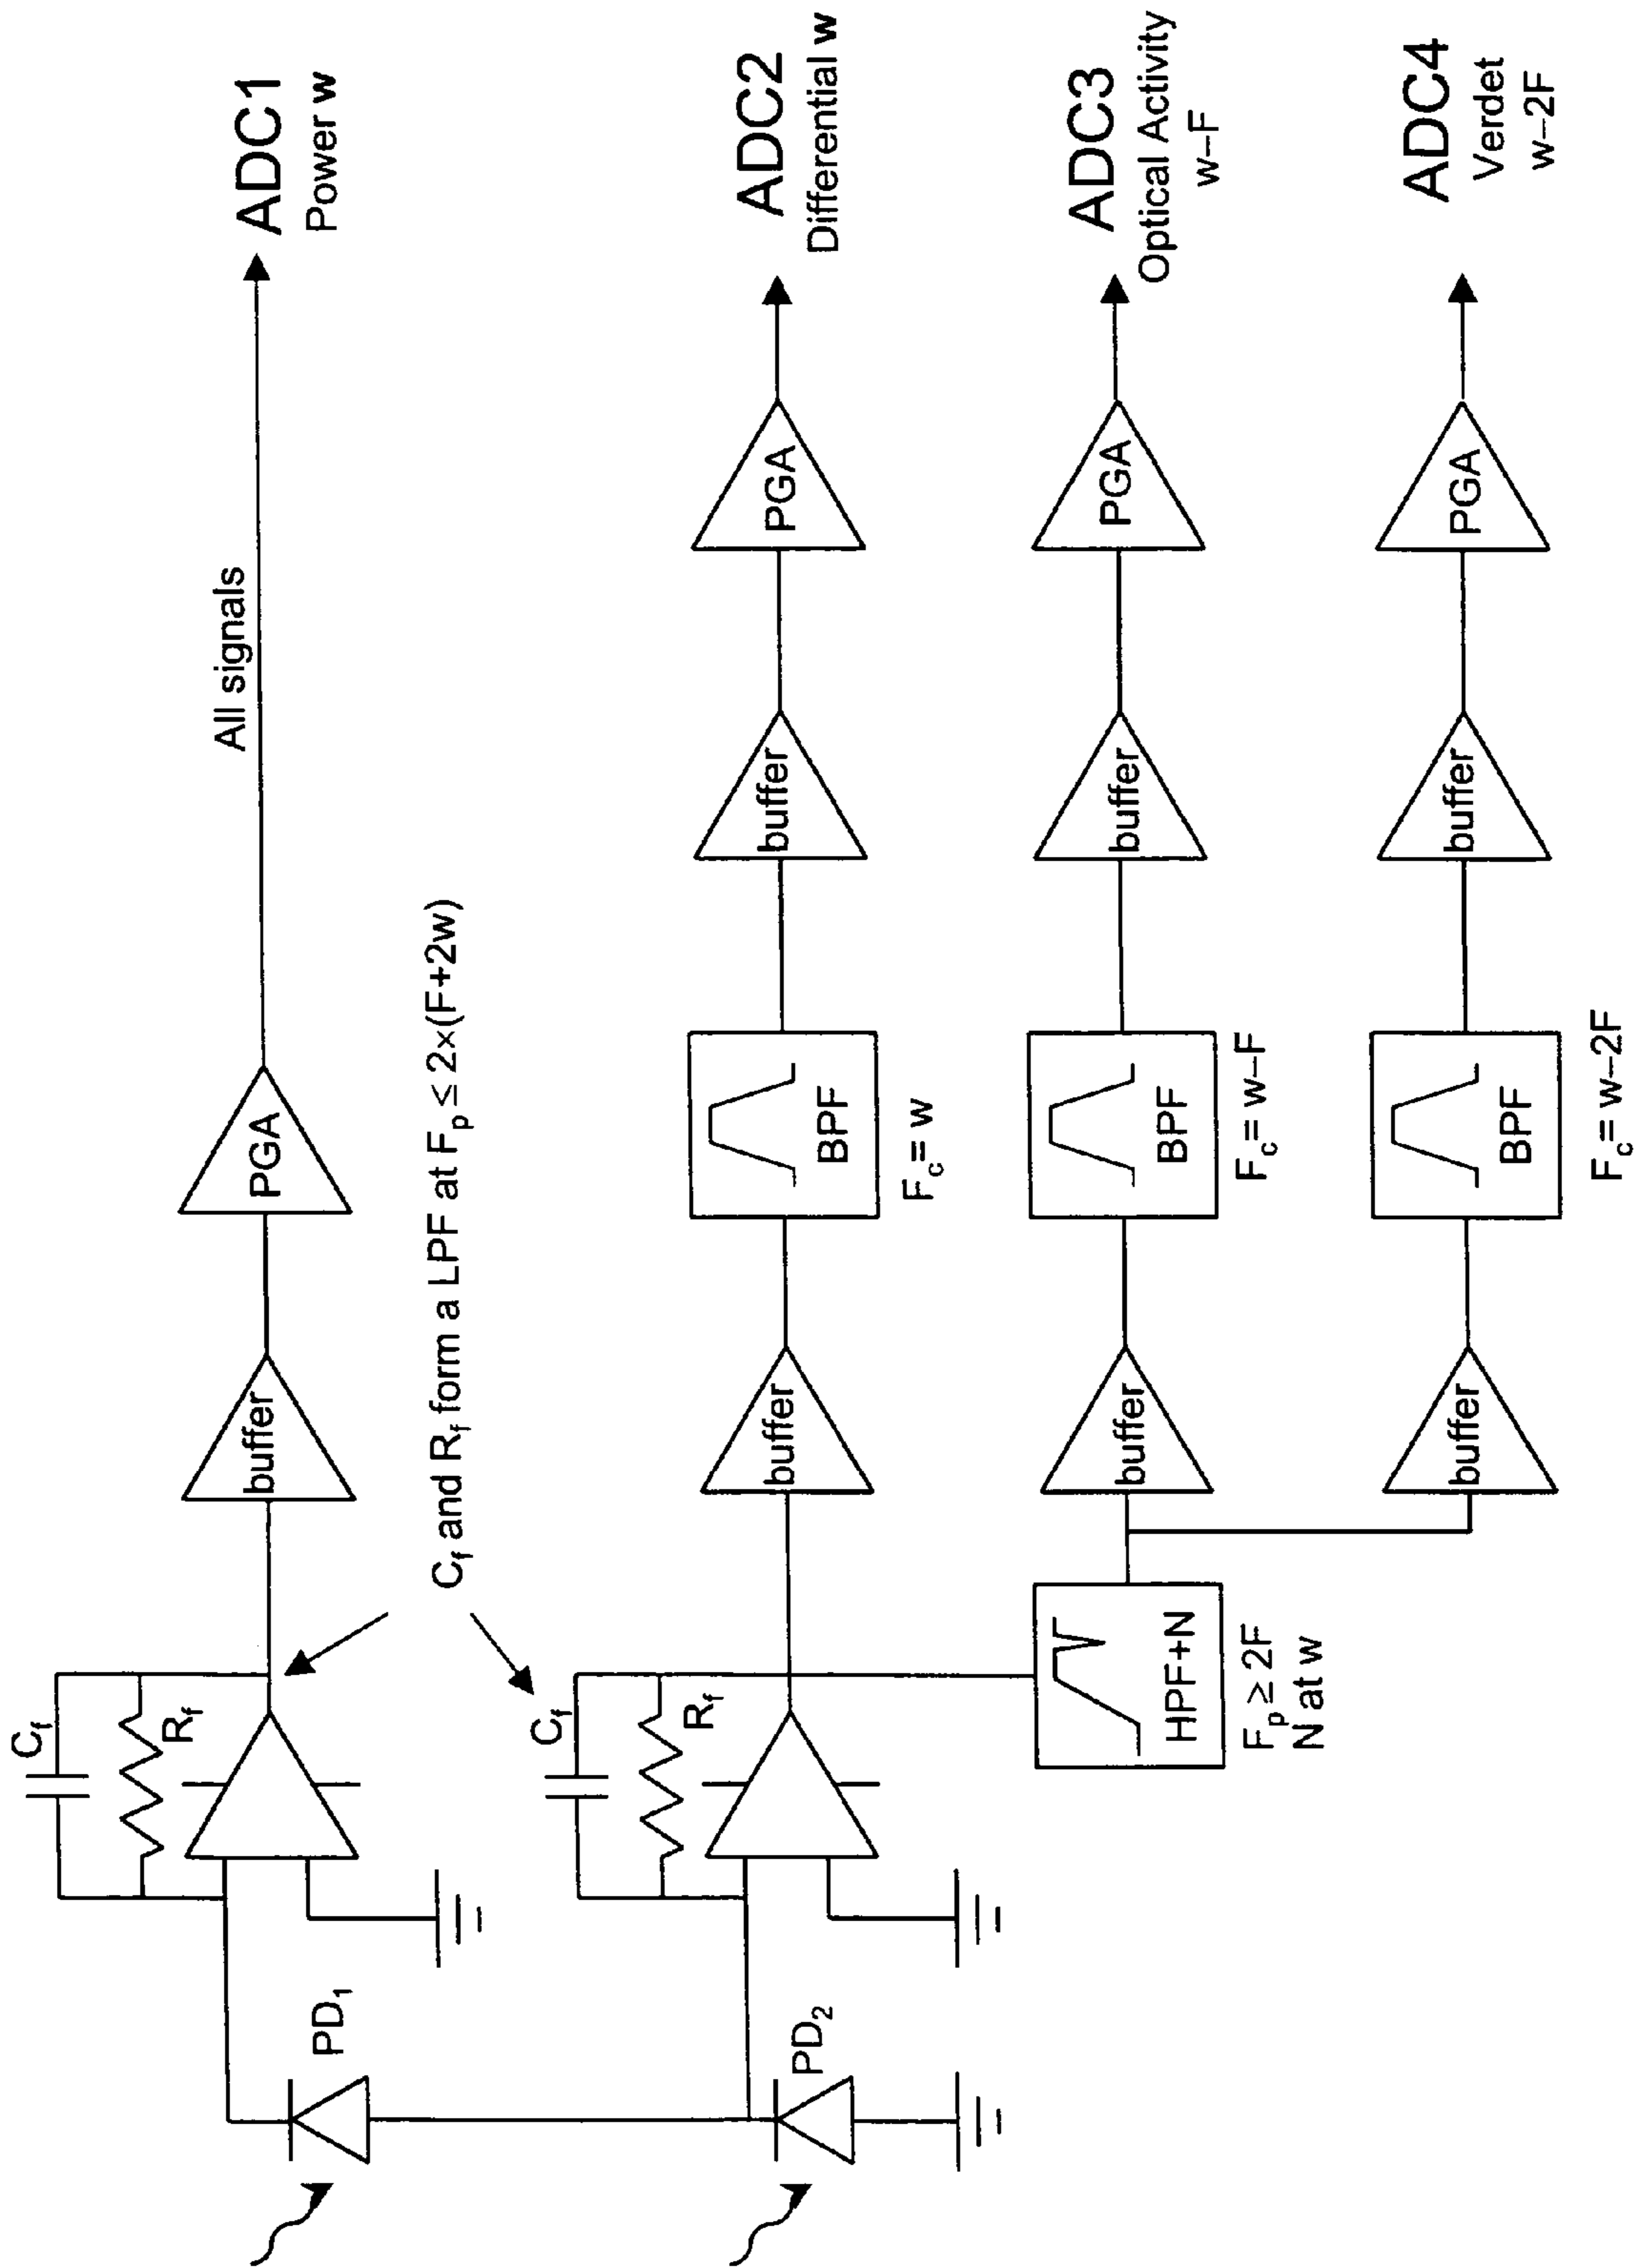 C_f
R_f
PD₁
buffer
PGA
All signals
ADC1
Power w
C_f and R_f form a LPF at F_p ≤ 2×(F+2w)
C_f
R_f
PD₂
buffer
BPF
F_c = w
buffer
PGA
ADC2
Differential w
HPF+N
F_p ≥ 2F
N at w
buffer
BPF
F_c = w–F
buffer
PGA
ADC3
Optical Activity
w–F
buffer
BPF
F_c = w–2F
buffer
PGA
ADC4
Verdet
w–2F